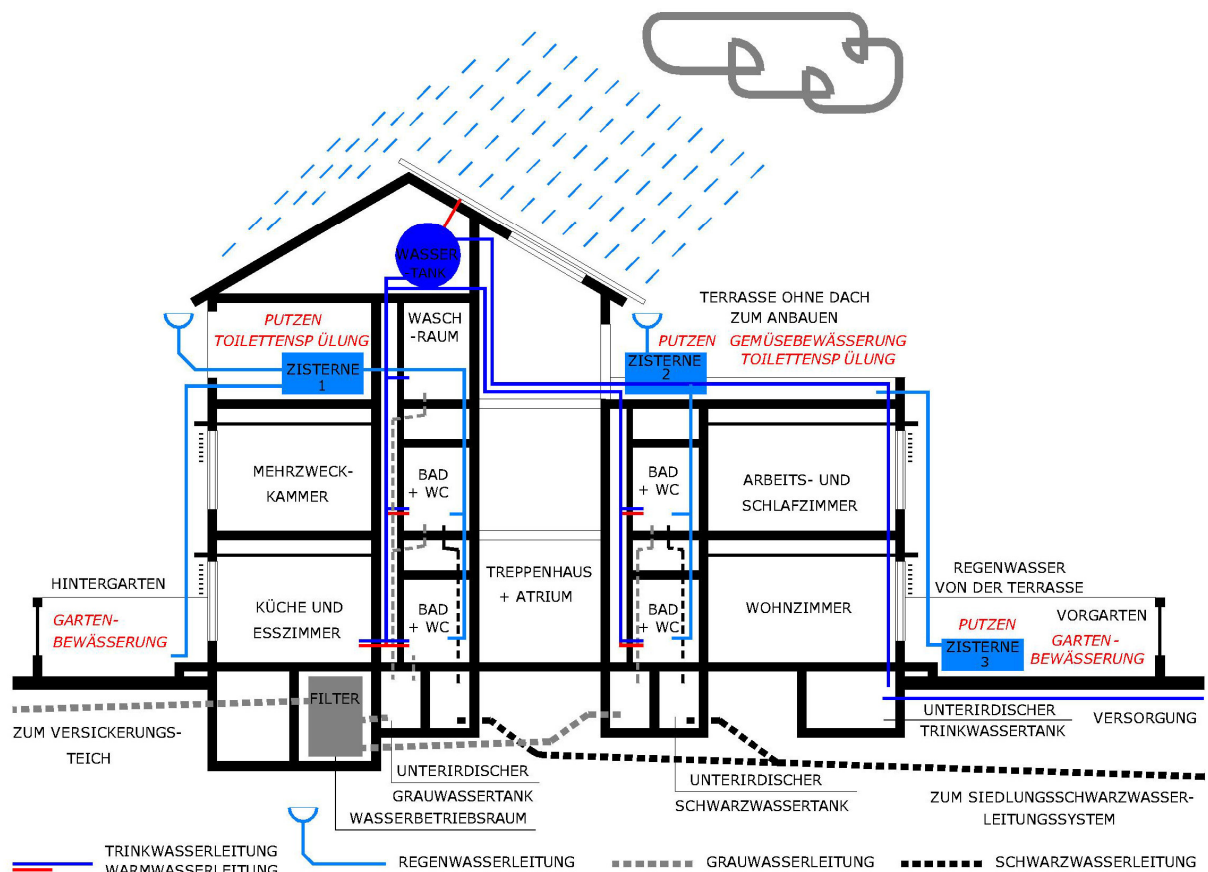 WASSER
TANK
TERRASSE OHNE DACH
ZUM ANBAUEN
PUTZEN
TOILETTENSP ÜLUNG
WASCH
-RAUM
PUTZEN GEMÜSEBEWÄSSERUNG
TOILETTENSP ÜLUNG
ZISTERNE
1
ZISTERNE
2
MEHRZWECK-
KAMMER
BAD
+ WC
BAD
+ WC
ARBEITS- UND
SCHLAFZIMMER
HINTERGARTEN
GARTEN-
BEWÄSSERUNG
KÜCHE UND
ESSZIMMER
BAD
+ WC
TREPPENHAUS
+ ATRIUM
BAD
+ WC
WOHNZIMMER
REGENWASSER
VON DER TERRASSE
VORGARTEN
PUTZEN
ZISTERNE
3
GARTEN-
BEWÄSSERUNG
FILTER
ZUM VERSICKERUNGS-
TEICH
UNTERIRDISCHER
TRINKWASSERTANK
VERSORGUNG
UNTERIRDISCHER
GRAUWASSERTANK
WASSERBETRIEBSRAUM
UNTERIRDISCHER
SCHWARZWASSERTANK
ZUM SIEDLUNGSSCHWARZWASSER-
LEITUNGSSYSTEM
TRINKWASSERLEITUNG
WARMWASSERLEITUNG
REGENWASSERLEITUNG
GRAUWASSERLEITUNG
SCHWARZWASSERLEITUNG